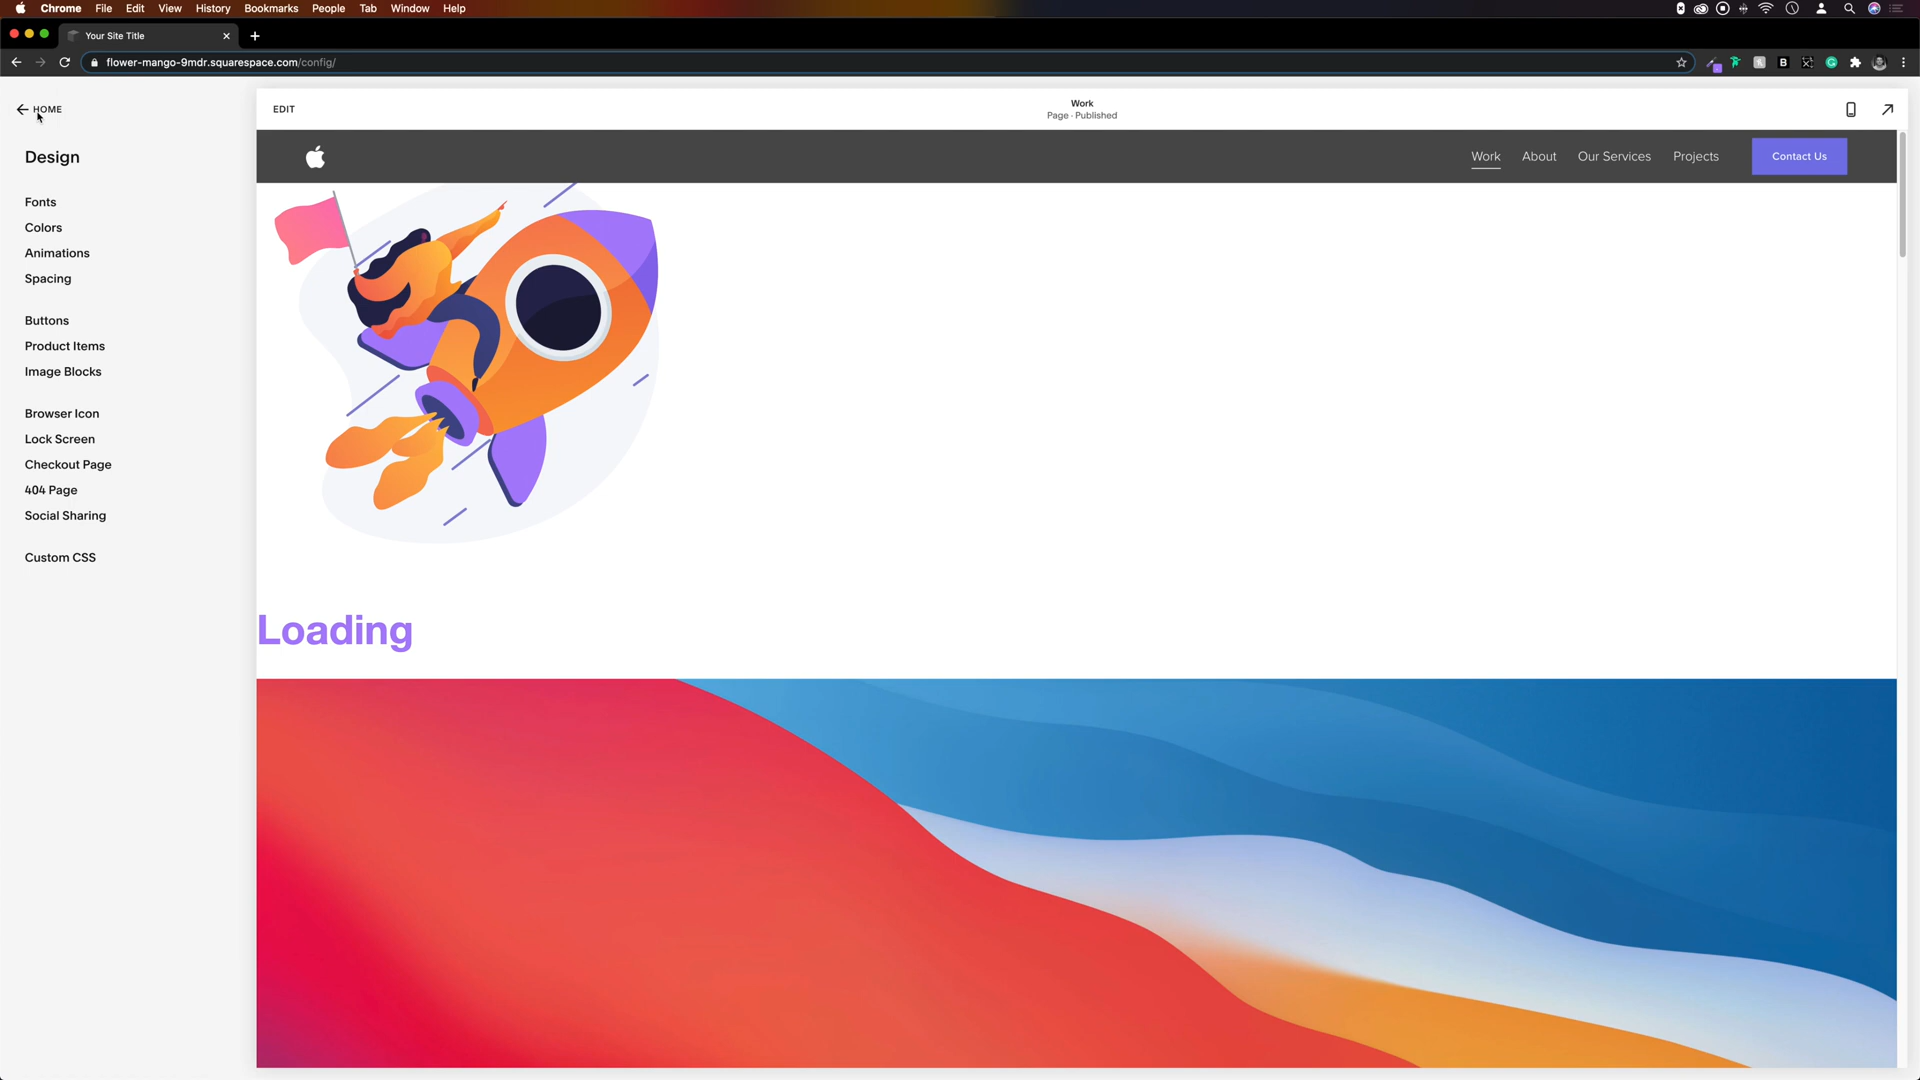 Chrome File Edit View History Bookmarks People Tab Window Help
Your Site Title
flower-mango-9mdr.squarespace.com/config/
HOME
EDIT
Work
Page · Published
Design
Work About Our Services Projects Contact Us
Fonts
Colors
Animations
Spacing
Buttons
Product Items
Image Blocks
Browser Icon
Lock Screen
Checkout Page
404 Page
Social Sharing
Custom CSS
Loading